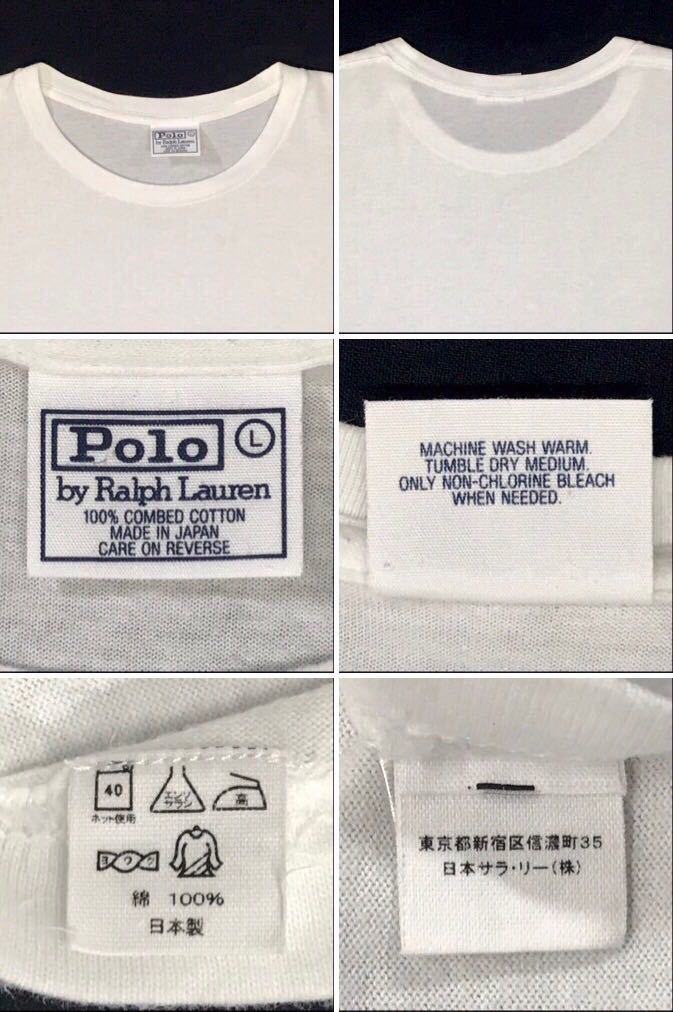 Polo L
by Ralph Lauren
Polo L
by Ralph Lauren
100% COMBED COTTON
MADE IN JAPAN
CARE ON REVERSE
MACHINE WASH WARM.
TUMBLE DRY MEDIUM.
ONLY NON-CHLORINE BLEACH
WHEN NEEDED.
40 エンソ サラシ 高
ネット使用
ヨワク
綿 100%
日本製
東京都新宿区信濃町35
日本サラ・リー(株)